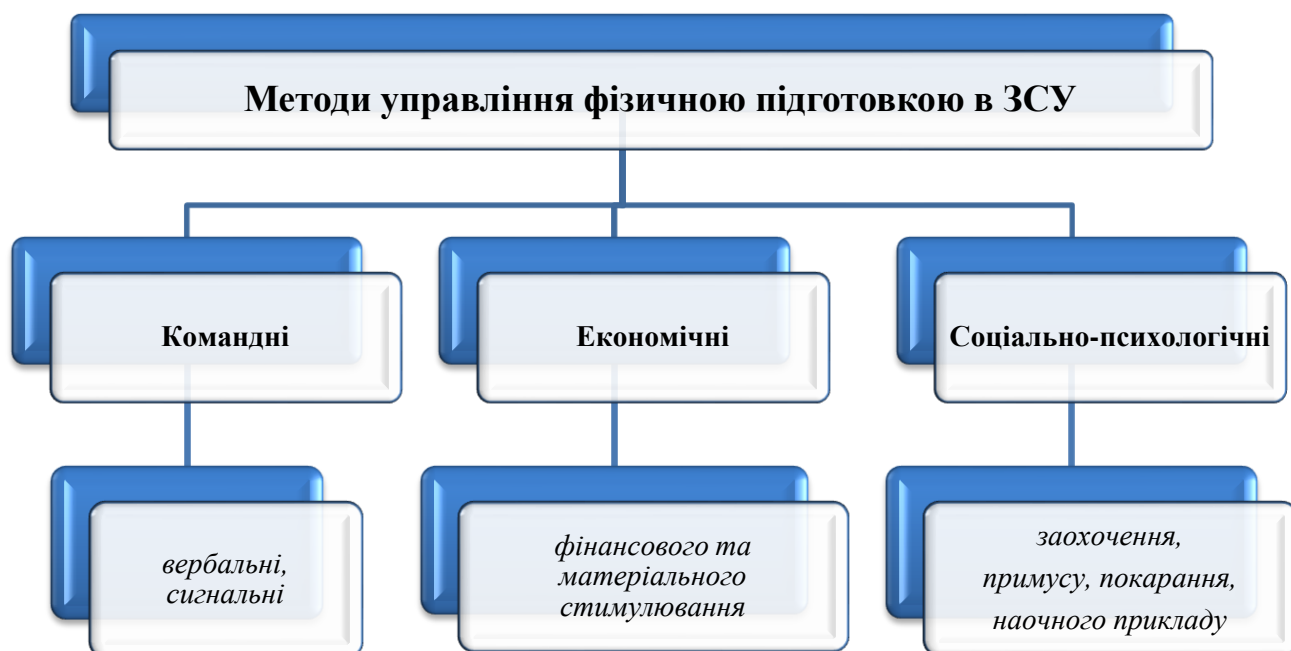 Методи управління фізичною підготовкою в ЗСУ
Командні
Економічні
Соціально-психологічні
вербальні,
сигнальні
фінансового та
матеріального
стимулювання
заохочення,
примусу, покарання,
наочного прикладу